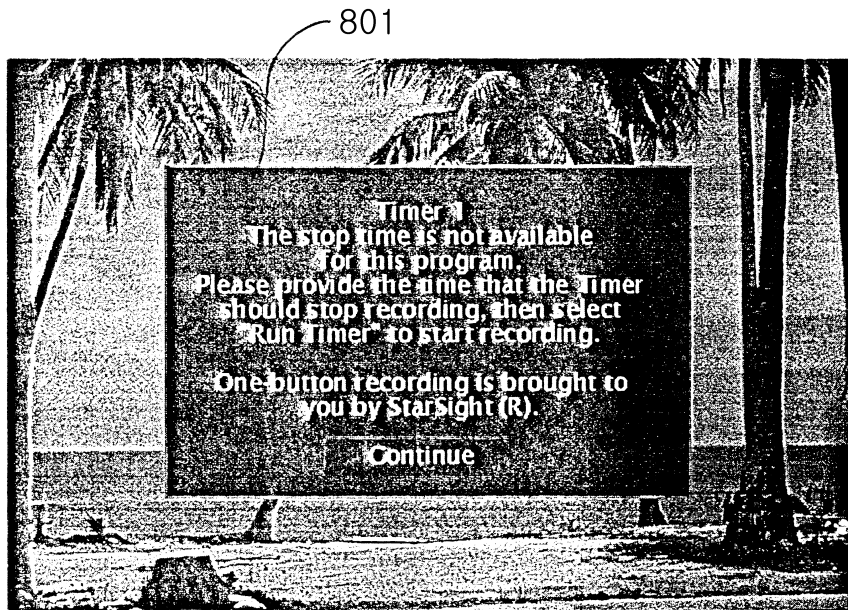 801
Timer 1
The stop time is not available
for this program.
Please provide the time that the Timer
should stop recording, then select
"Run Timer" to start recording.
One-button recording is brought to
you by StarSight (R).
Continue